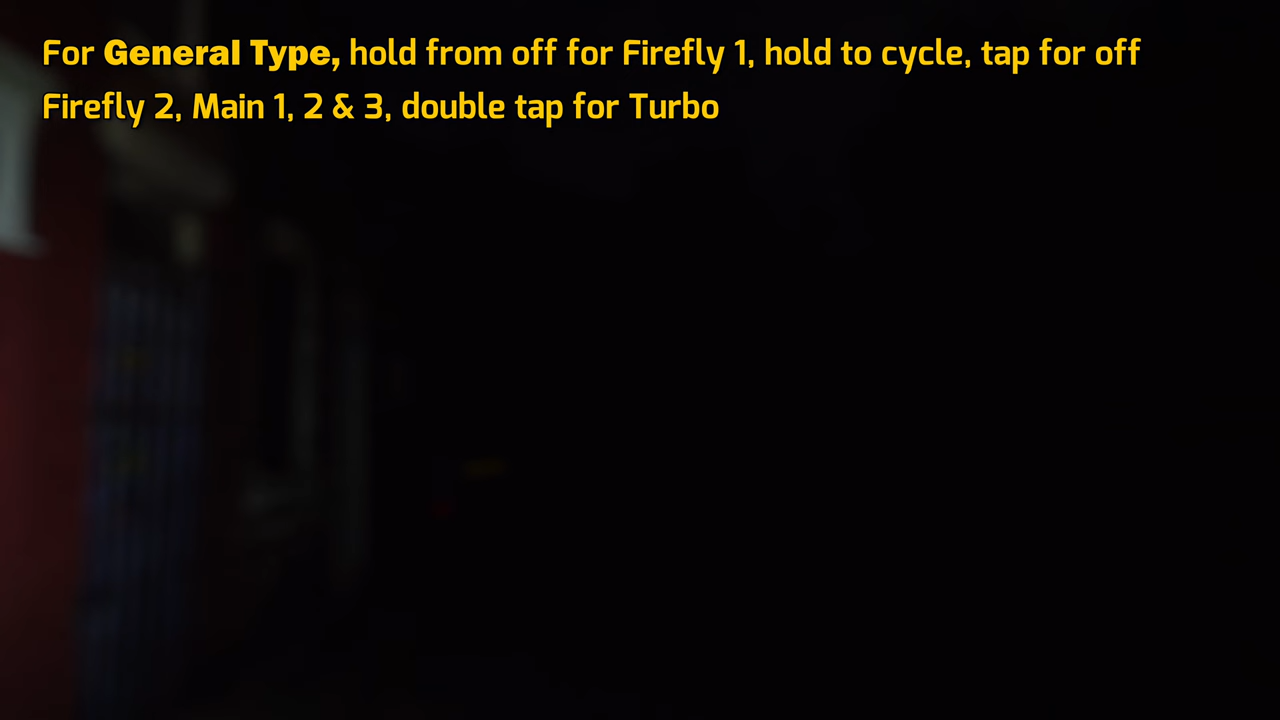 For General Type, hold from off for Firefly 1, hold to cycle, tap for off
Firefly 2, Main 1, 2 & 3, double tap for Turbo